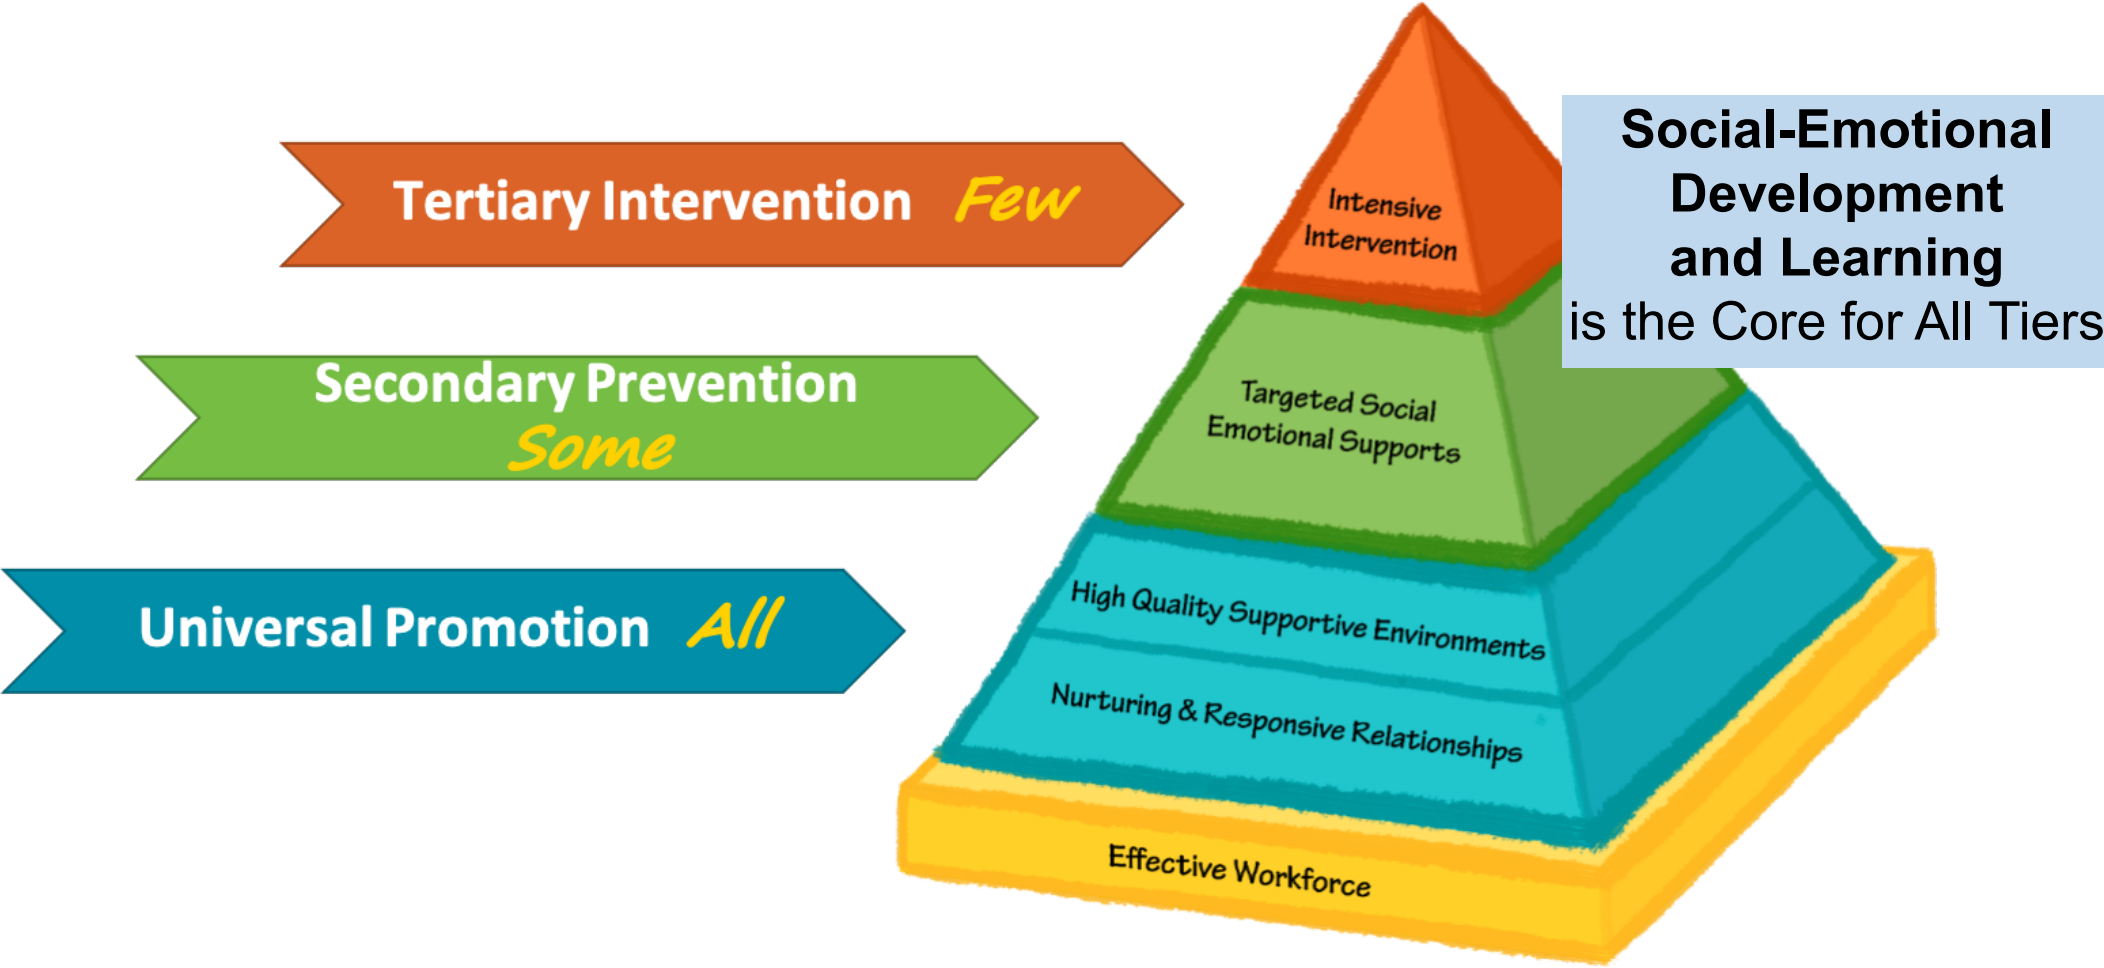 Tertiary Intervention Few
Secondary Prevention
Some
Universal Promotion All
Intensive
Intervention
Targeted Social
Emotional Supports
High Quality Supportive Environments
Nurturing & Responsive Relationships
Effective Workforce
Social-Emotional
Development
and Learning
is the Core for All Tiers